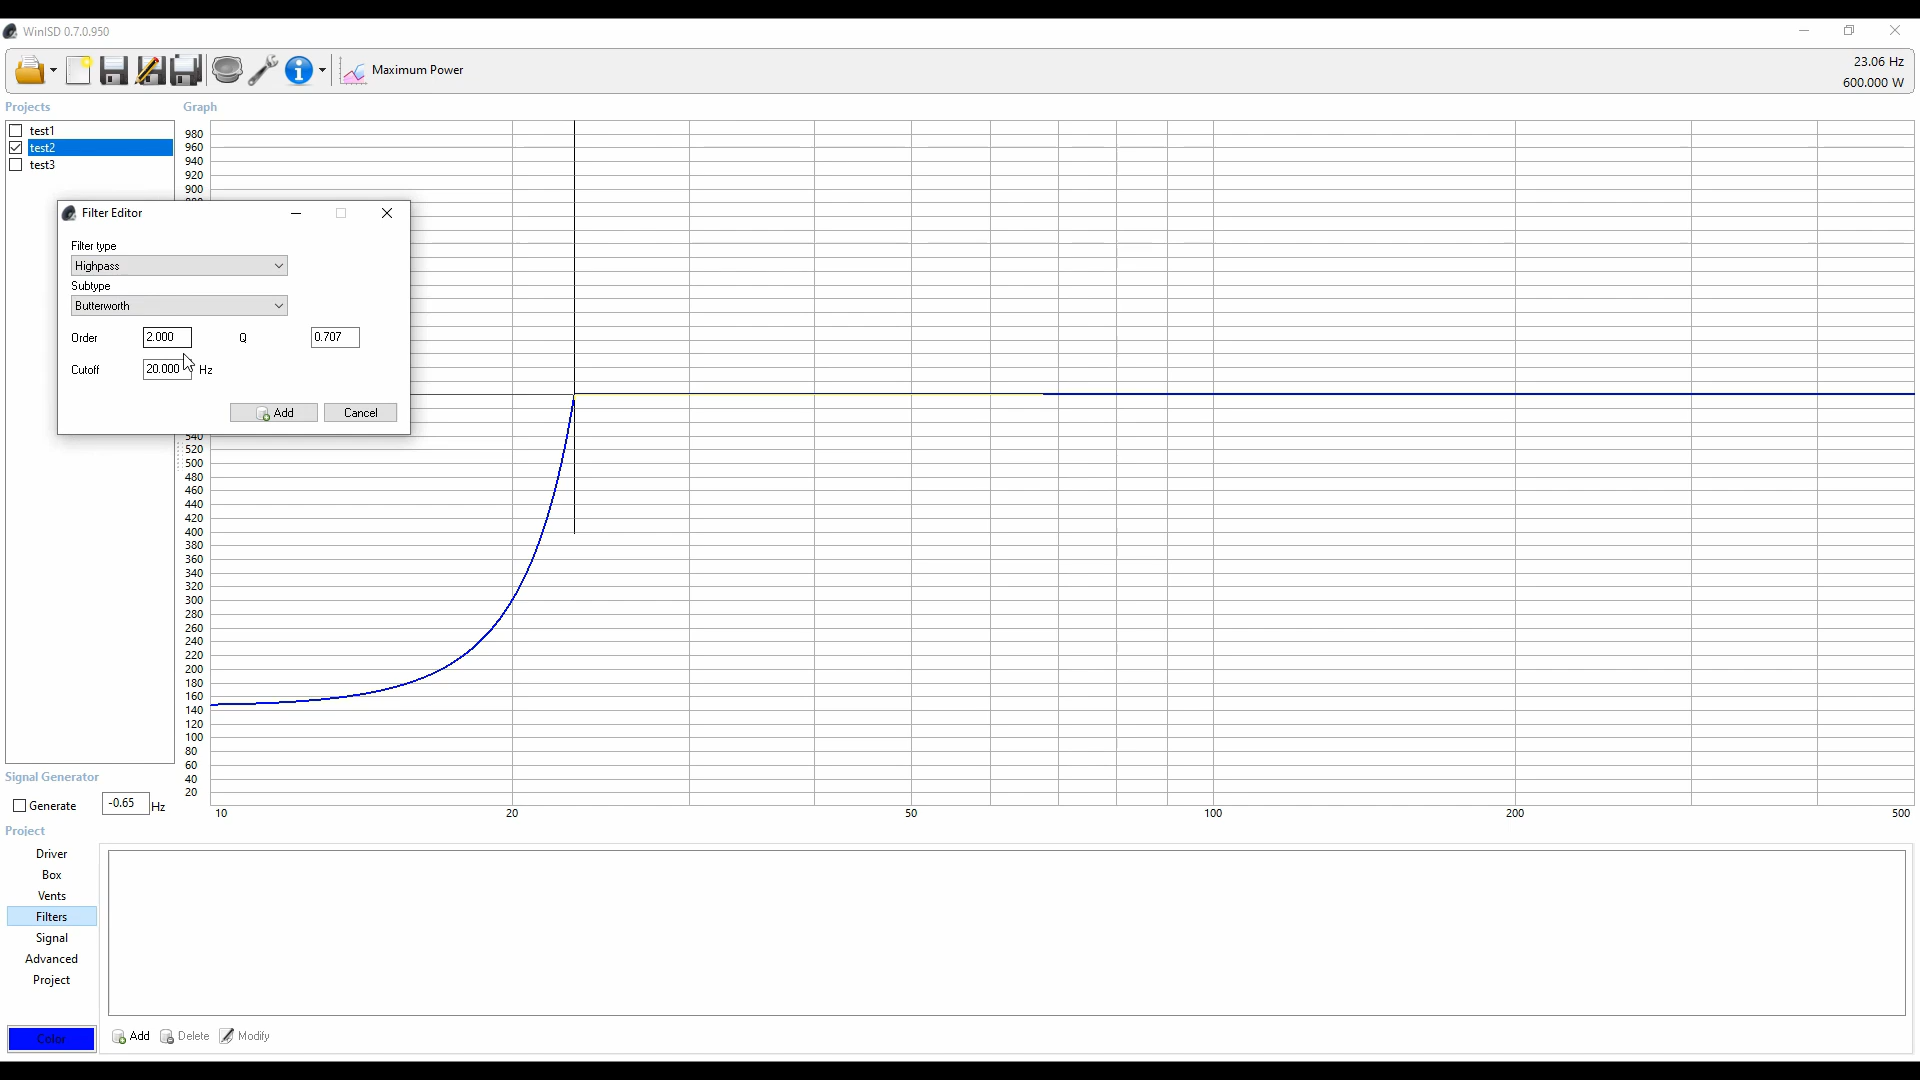 WinISD 0.7.0.950
Maximum Power
23.06 Hz
600.000 W
Projects
Graph
test1
test2
test3
980
960
940
920
900
Filter Editor
Filter type
Highpass
Subtype
Butterworth
Order 2.000 Q 0.707
Cutoff 20.000 Hz
Add Cancel
540
520
500
480
460
440
420
400
380
360
340
320
300
280
260
240
220
200
180
160
140
120
100
80
60
40
20
10 20 50 100 200 500
Signal Generator
Generate -0.65 Hz
Project
Driver
Box
Vents
Filters
Signal
Advanced
Project
Color
Add Delete Modify